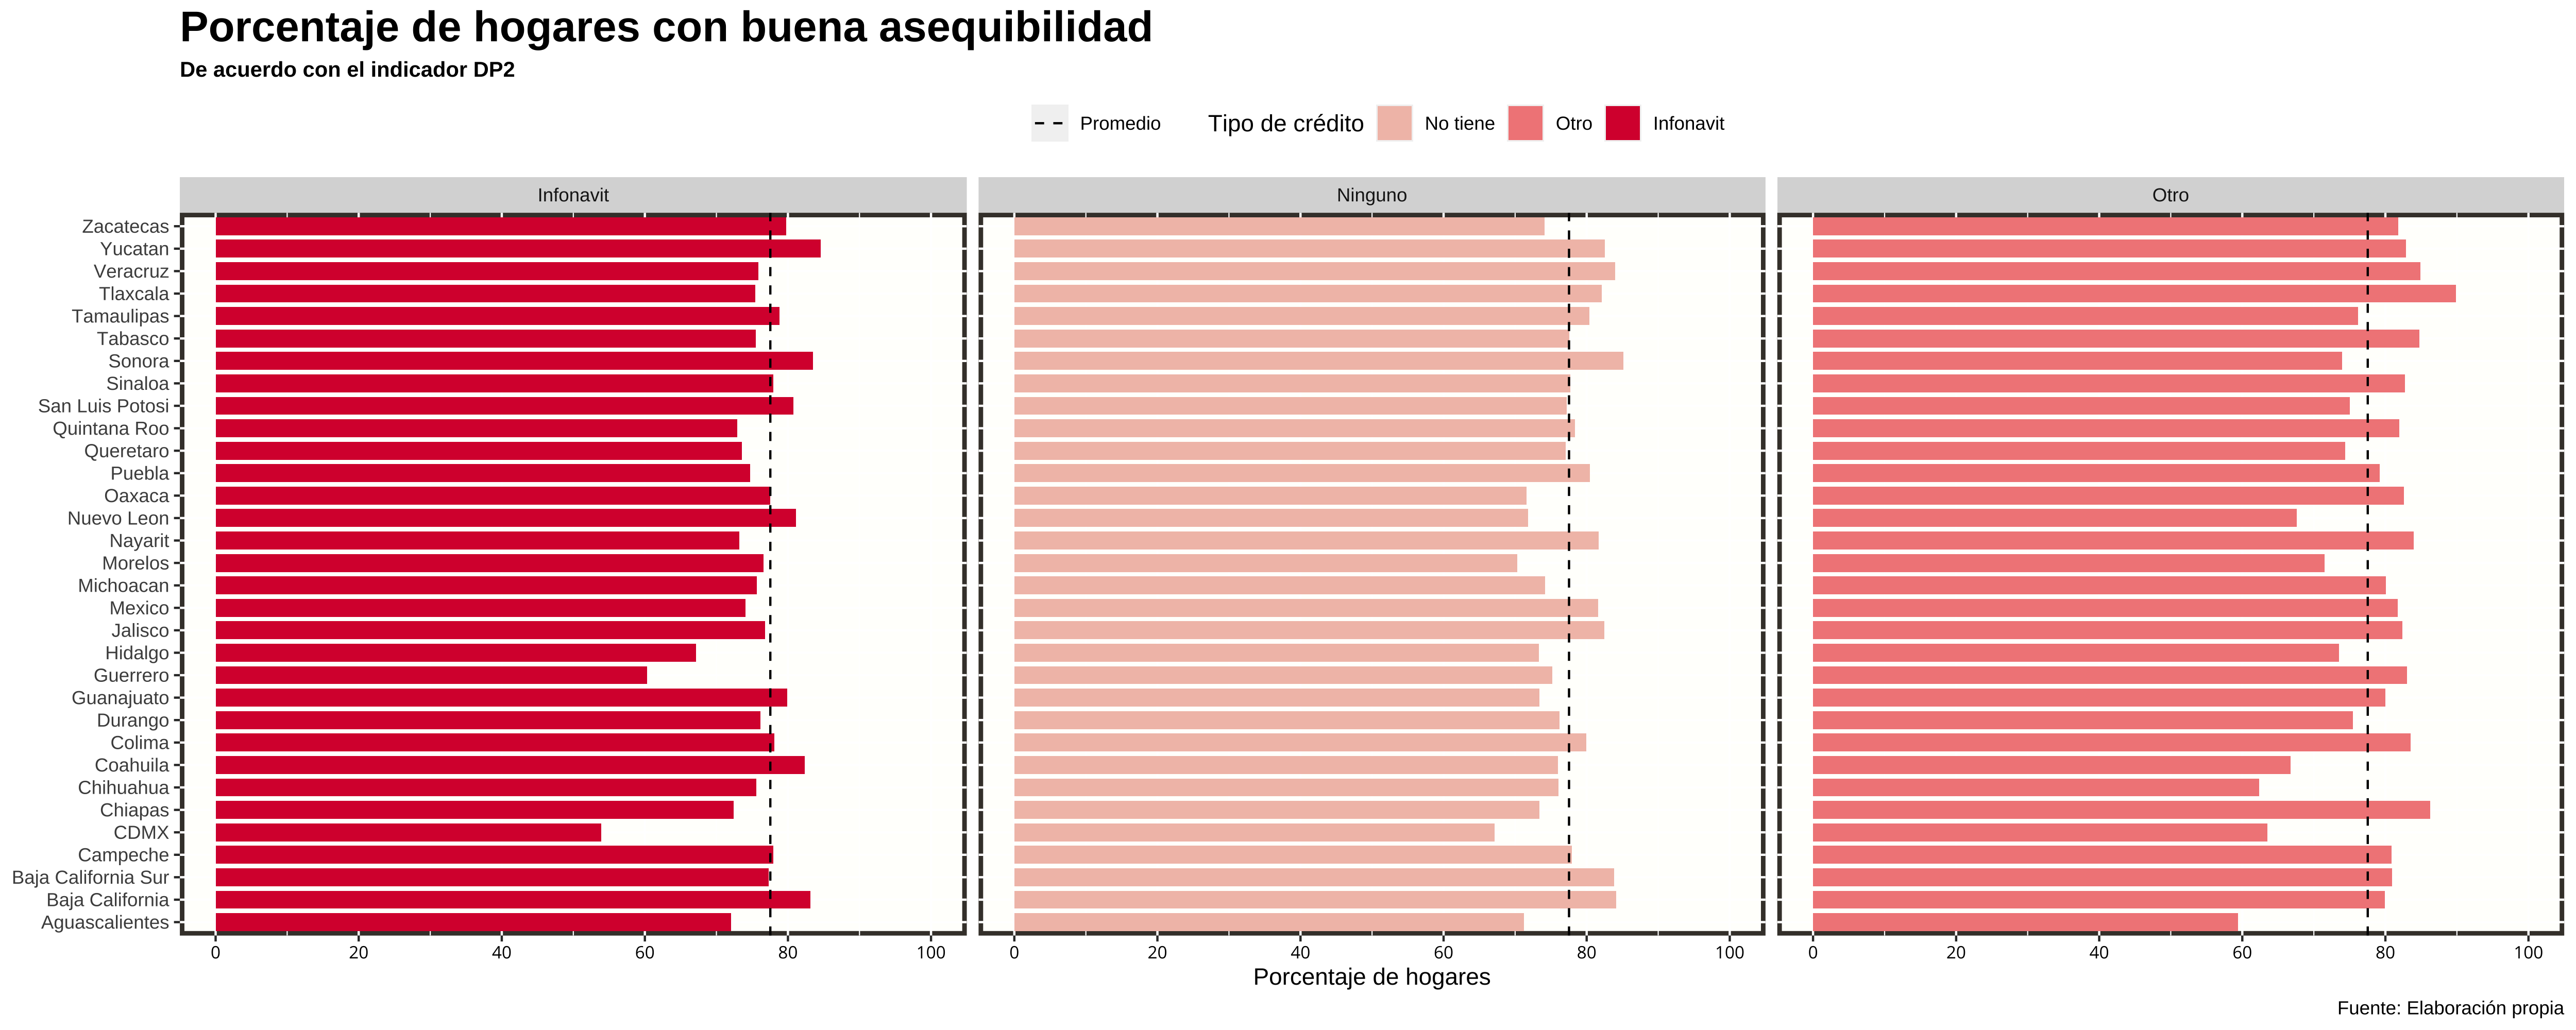 Porcentaje de hogares con buena asequibilidad
De acuerdo con el indicador DP2
Promedio Tipo de crédito No tiene Otro Infonavit
Infonavit Ninguno Otro
Zacatecas
Yucatan
Veracruz
Tlaxcala
Tamaulipas
Tabasco
Sonora
Sinaloa
San Luis Potosi
Quintana Roo
Queretaro
Puebla
Oaxaca
Nuevo Leon
Nayarit
Morelos
Michoacan
Mexico
Jalisco
Hidalgo
Guerrero
Guanajuato
Durango
Colima
Coahuila
Chihuahua
Chiapas
CDMX
Campeche
Baja California Sur
Baja California
Aguascalientes
0 20 40 60 80 100 0 20 40 60 80 100 0 20 40 60 80 100
Porcentaje de hogares
Fuente: Elaboración propia